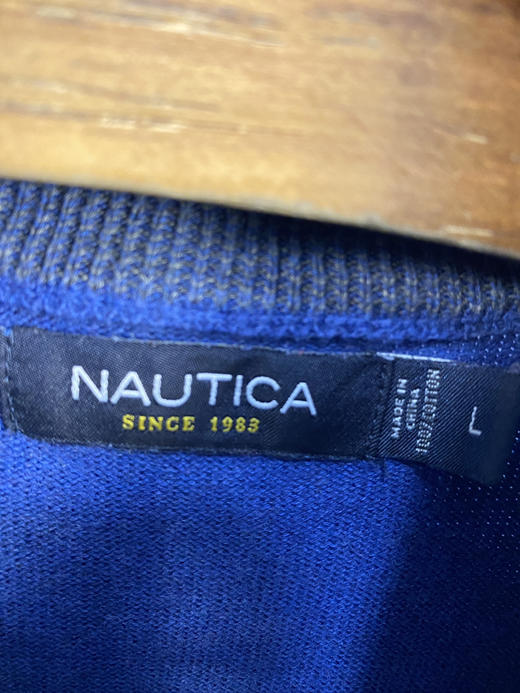 NAUTICA
SINCE 1983
MADE IN
CHINA
100%COTTON
L